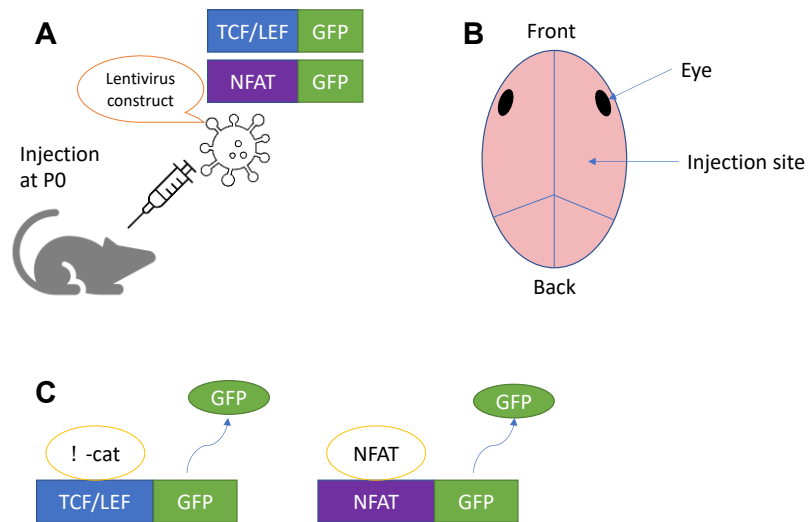 A
TCF/LEF GFP
NFAT GFP
Lentivirus
construct
Injection
at P0
B
Front
Eye
Injection site
Back
C
GFP
! -cat
TCF/LEF GFP
GFP
NFAT
NFAT GFP